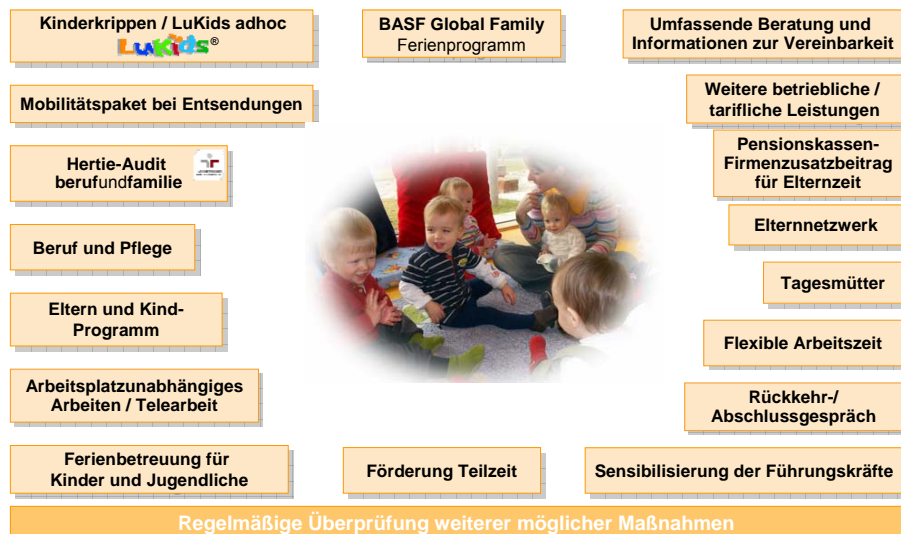 Kinderkrippen / LuKids adhoc
LuKids®
BASF Global Family
Ferienprogramm
Umfassende Beratung und
Informationen zur Vereinbarkeit
Mobilitätspaket bei Entsendungen
Weitere betriebliche /
tarifliche Leistungen
Hertie-Audit
berufundfamilie
Pensionskassen-
Firmenzusatzbeitrag
für Elternzeit
Beruf und Pflege
Elternnetzwerk
Tagesmütter
Eltern und Kind-
Programm
Flexible Arbeitszeit
Arbeitsplatzunabhängiges
Arbeiten / Telearbeit
Rückkehr-/
Abschlussgespräch
Ferienbetreuung für
Kinder und Jugendliche
Förderung Teilzeit
Sensibilisierung der Führungskräfte
Regelmäßige Überprüfung weiterer möglicher Maßnahmen